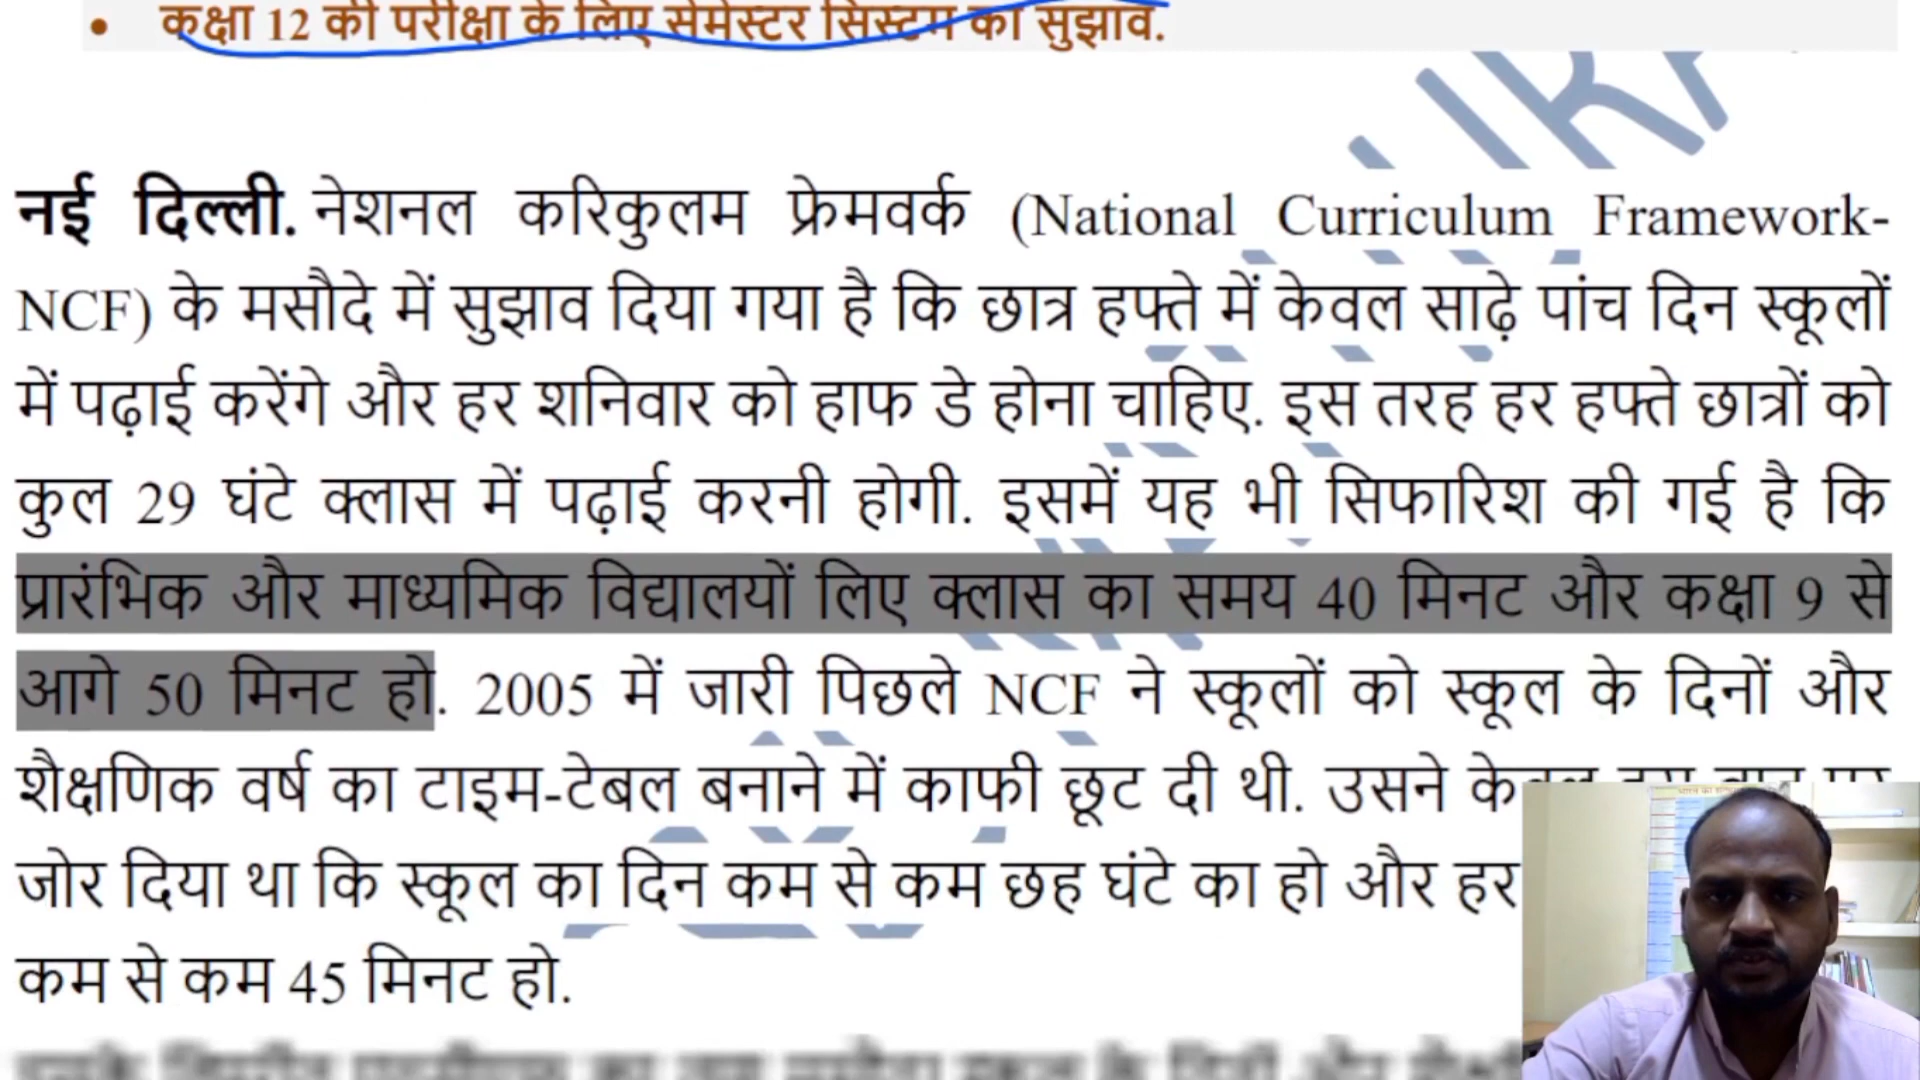 • कक्षा 12 की परीक्षा के लिए सेमेस्टर सिस्टम का सुझाव.
नई दिल्ली. नेशनल करिकुलम फ्रेमवर्क (National Curriculum Framework-
NCF) के मसौदे में सुझाव दिया गया है कि छात्र हफ्ते में केवल साढ़े पांच दिन स्कूलों
में पढ़ाई करेंगे और हर शनिवार को हाफ डे होना चाहिए. इस तरह हर हफ्ते छात्रों को
कुल 29 घंटे क्लास में पढ़ाई करनी होगी. इसमें यह भी सिफारिश की गई है कि
प्रारंभिक और माध्यमिक विद्यालयों लिए क्लास का समय 40 मिनट और कक्षा 9 से
आगे 50 मिनट हो. 2005 में जारी पिछले NCF ने स्कूलों को स्कूल के दिनों और
शैक्षणिक वर्ष का टाइम-टेबल बनाने में काफी छूट दी थी. उसने
जोर दिया था कि स्कूल का दिन कम से कम छह घंटे का हो और हर
कम से कम 45 मिनट हो.